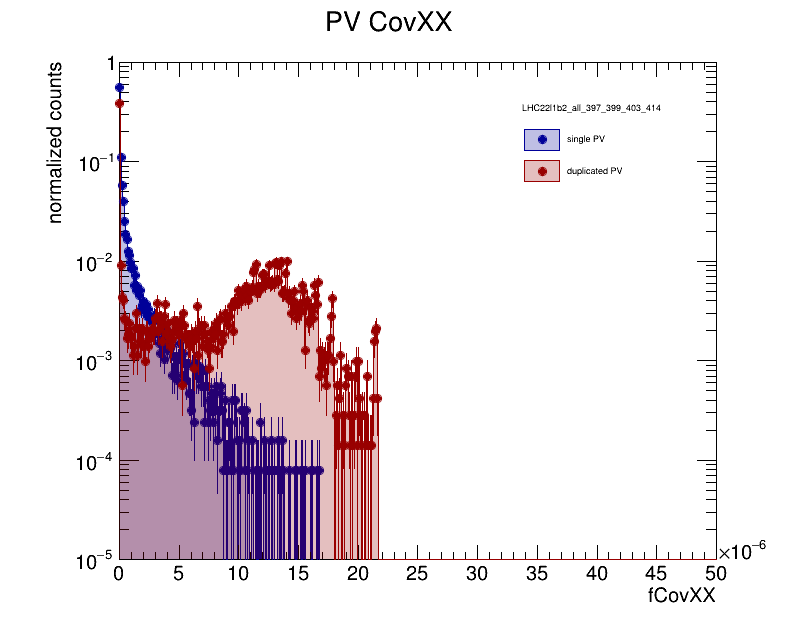 PV CovXX
normalized counts
1
10−1
10−2
10−3
10−4
10−5
LHC22l1b2_all_397_399_403_414
single PV
duplicated PV
0 5 10 15 20 25 30 35 40 45 50
×10−6
fCovXX